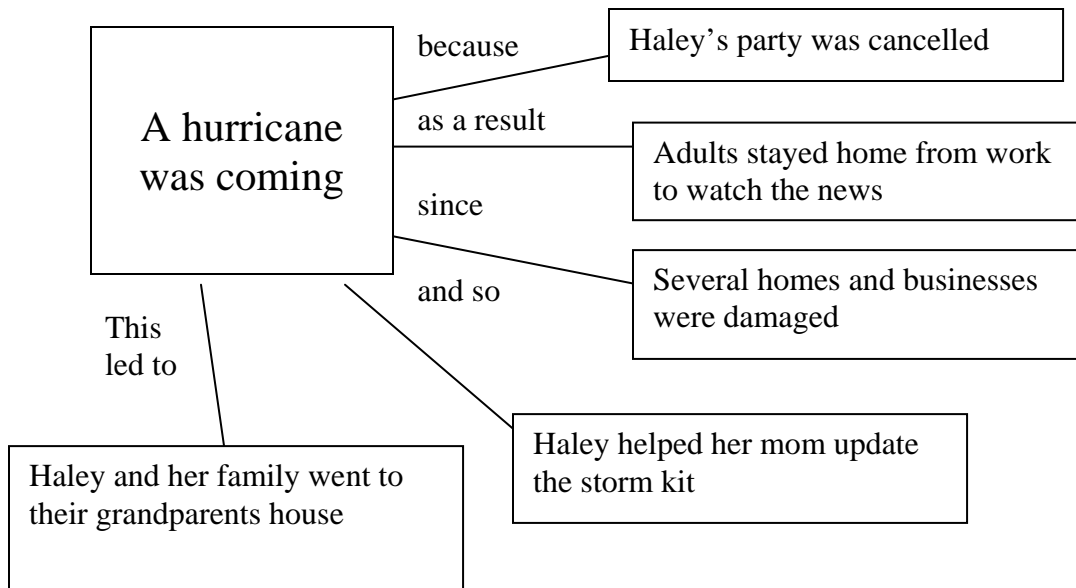 because
Haley’s party was cancelled
A hurricane
was coming
as a result
Adults stayed home from work
to watch the news
since
Several homes and businesses
were damaged
and so
This
led to
Haley helped her mom update
the storm kit
Haley and her family went to
their grandparents house